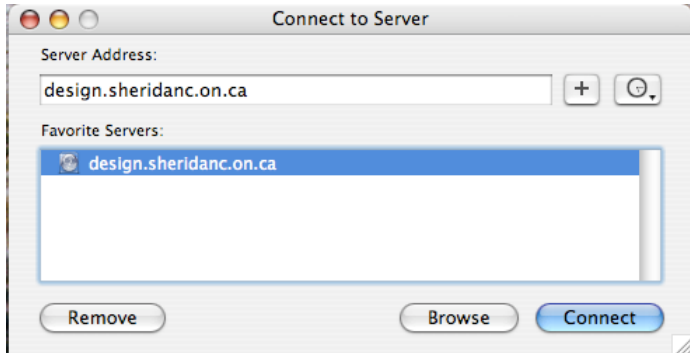 Connect to Server
Server Address:
design.sheridanc.on.ca
+
Favorite Servers:
design.sheridanc.on.ca
Remove Browse Connect